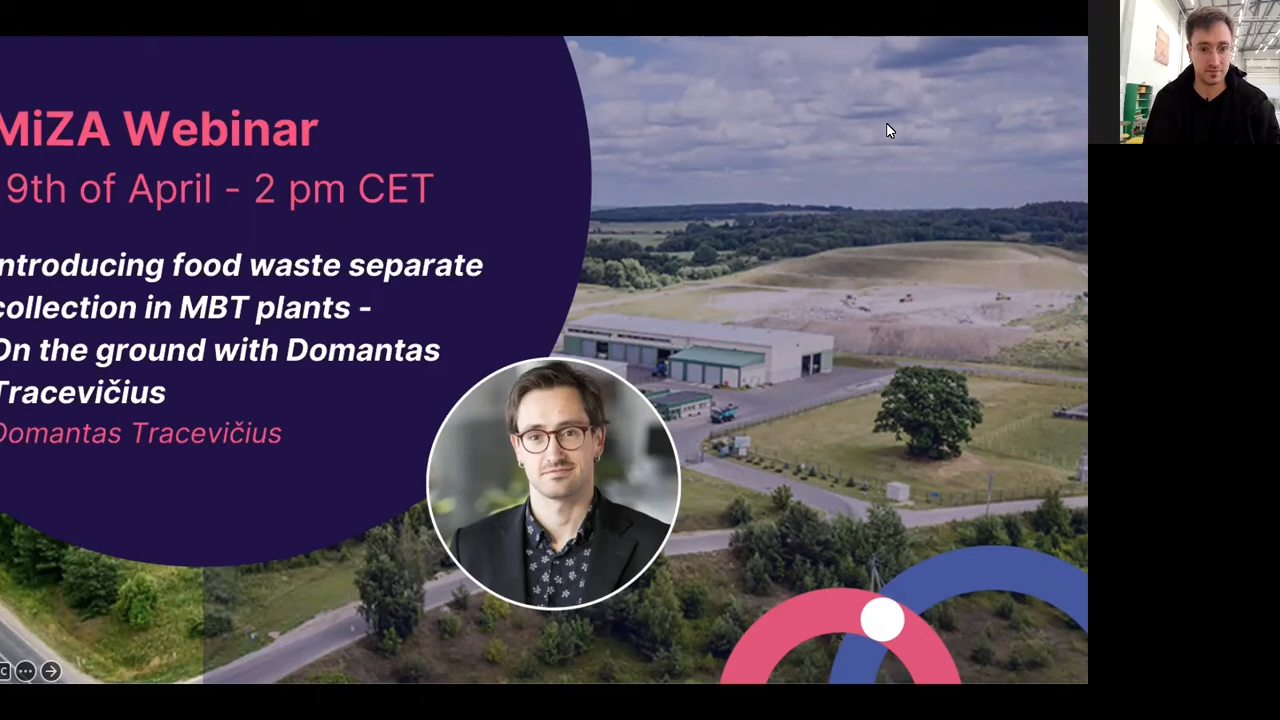 MiZA Webinar
9th of April - 2 pm CET
ntroducing food waste separate
collection in MBT plants -
On the ground with Domantas
Tracevičius
Domantas Tracevičius